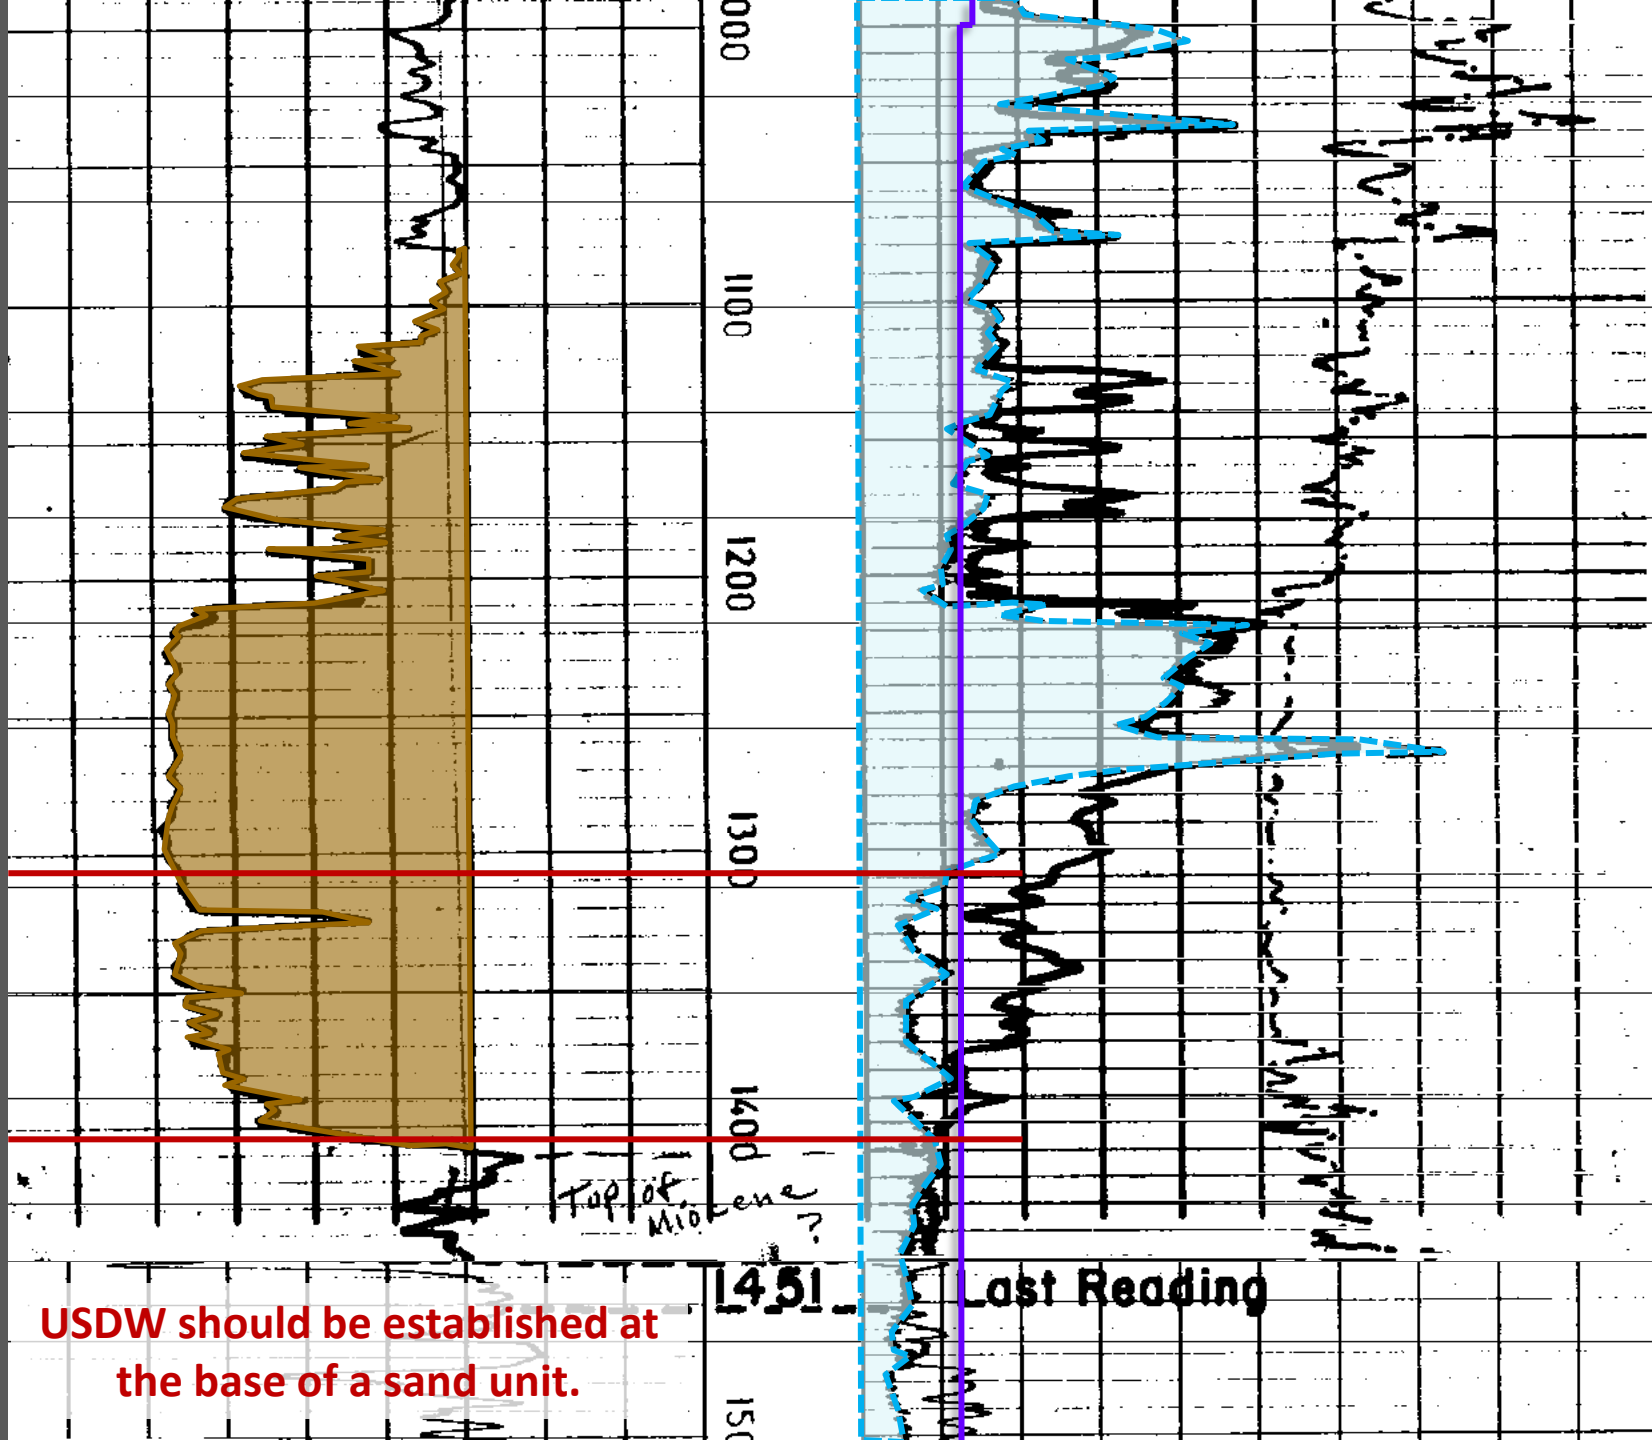 000
1100
1200
1300
1400
Top of
Miocene
?
1451 Last Reading
USDW should be established at
the base of a sand unit.
150